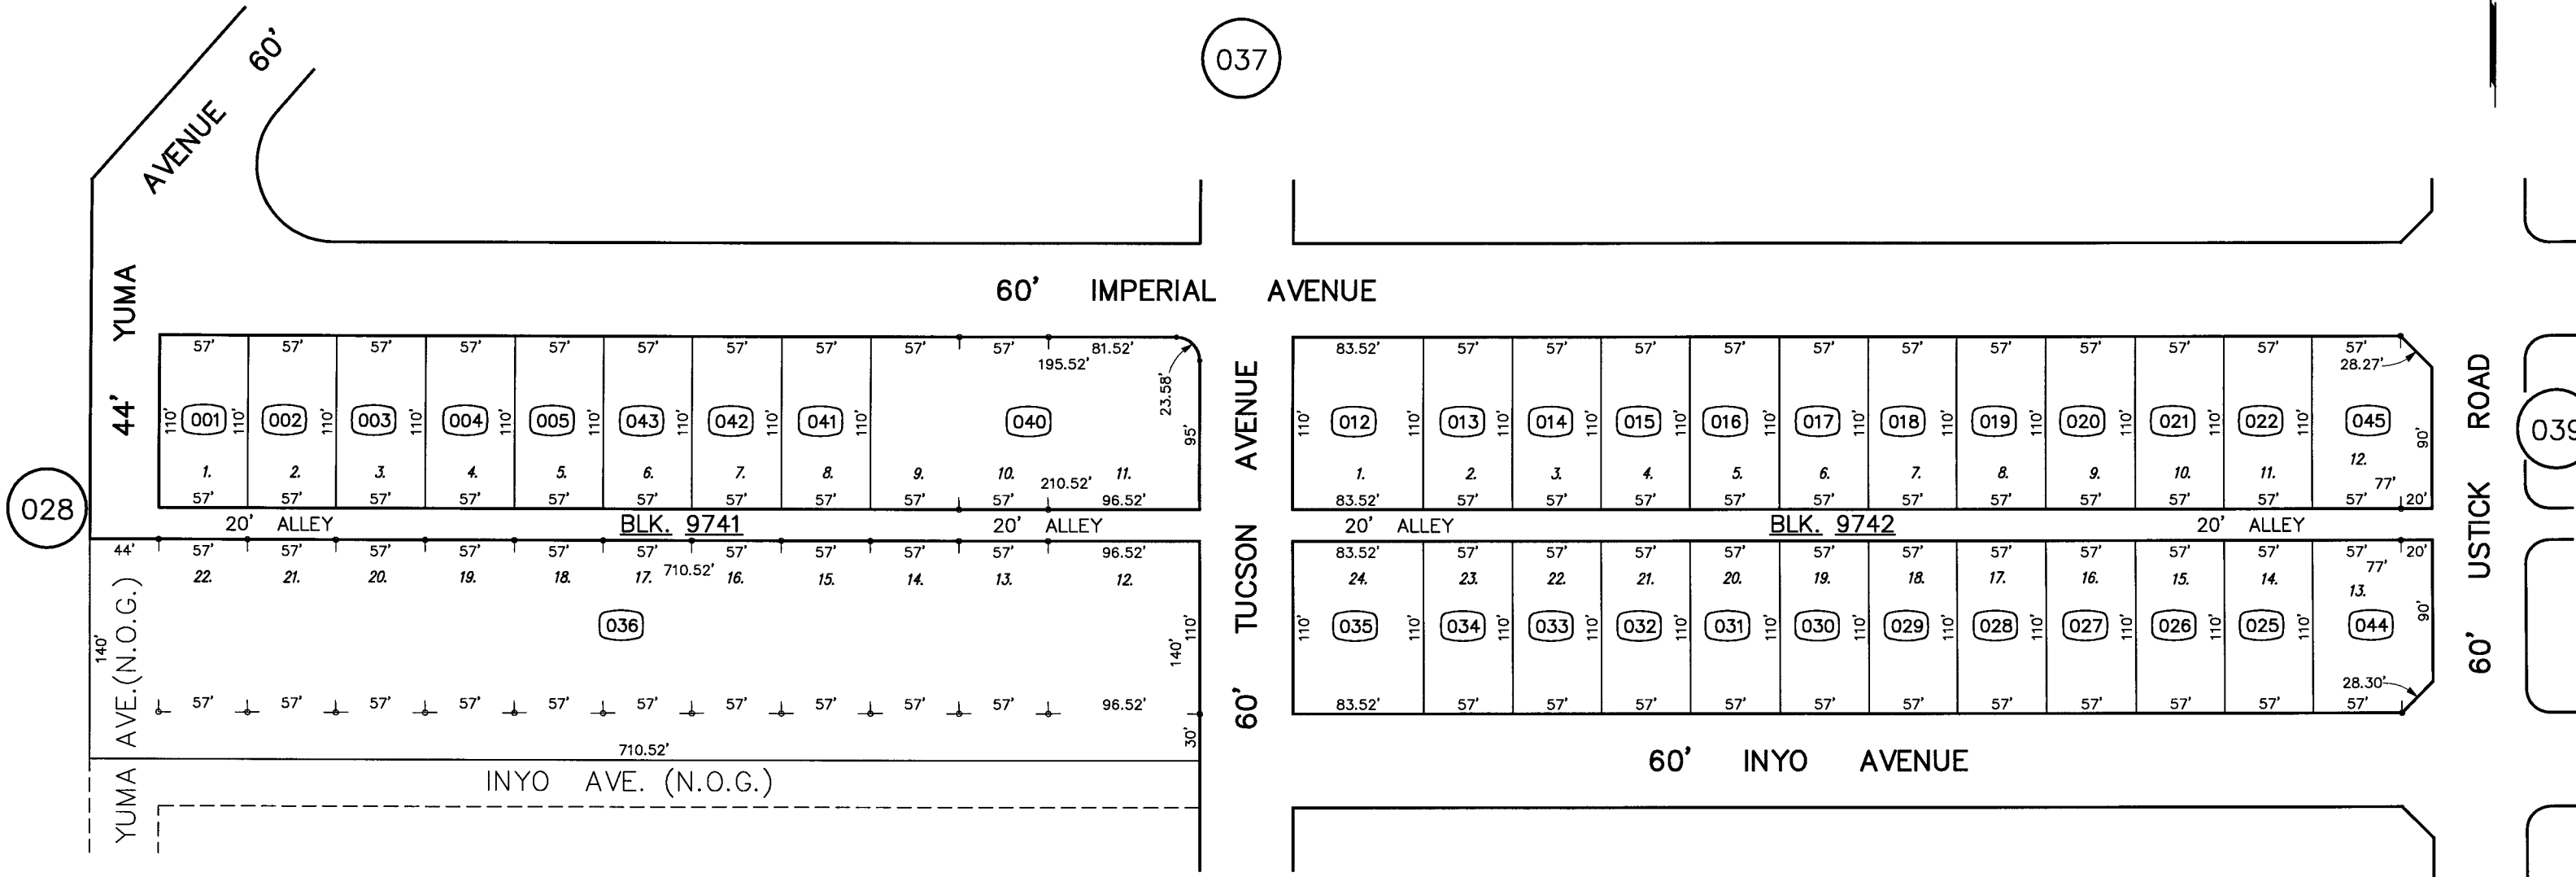 AVENUE 60'
037
44' YUMA
60' IMPERIAL AVENUE
57' 57' 57' 57' 57' 57' 57' 57' 57' 57' 81.52'
195.52'
23.58'
110' 001 110' 002 110' 003 110' 004 110' 005 110' 043 110' 042 110' 041 110' 040 95'
1. 2. 3. 4. 5. 6. 7. 8. 9. 10. 11.
210.52'
57' 57' 57' 57' 57' 57' 57' 57' 57' 57' 96.52'
028
20' ALLEY BLK. 9741 20' ALLEY
44' 57' 57' 57' 57' 57' 57' 57' 57' 57' 57' 96.52'
22. 21. 20. 19. 18. 17. 710.52' 16. 15. 14. 13. 12.
036
140' 140' 110'
57' 57' 57' 57' 57' 57' 57' 57' 57' 57' 96.52'
30'
710.52'
INYO AVE. (N.O.G.)
YUMA AVE.(N.O.G.)
60' TUCSON AVENUE
83.52' 57' 57' 57' 57' 57' 57' 57' 57' 57' 57' 57'
28.27'
110' 012 110' 013 110' 014 110' 015 110' 016 110' 017 110' 018 110' 019 110' 020 110' 021 110' 022 110' 045 90'
1. 2. 3. 4. 5. 6. 7. 8. 9. 10. 11. 12.
77'
83.52' 57' 57' 57' 57' 57' 57' 57' 57' 57' 57' 57' 20'
20' ALLEY BLK. 9742 20' ALLEY
83.52' 57' 57' 57' 57' 57' 57' 57' 57' 57' 57' 57' 20'
77'
24. 23. 22. 21. 20. 19. 18. 17. 16. 15. 14. 13.
110' 035 110' 034 110' 033 110' 032 110' 031 110' 030 110' 029 110' 028 110' 027 110' 026 110' 025 110' 044 90'
28.30'
83.52' 57' 57' 57' 57' 57' 57' 57' 57' 57' 57' 57'
60' INYO AVENUE
60' USTICK ROAD
039